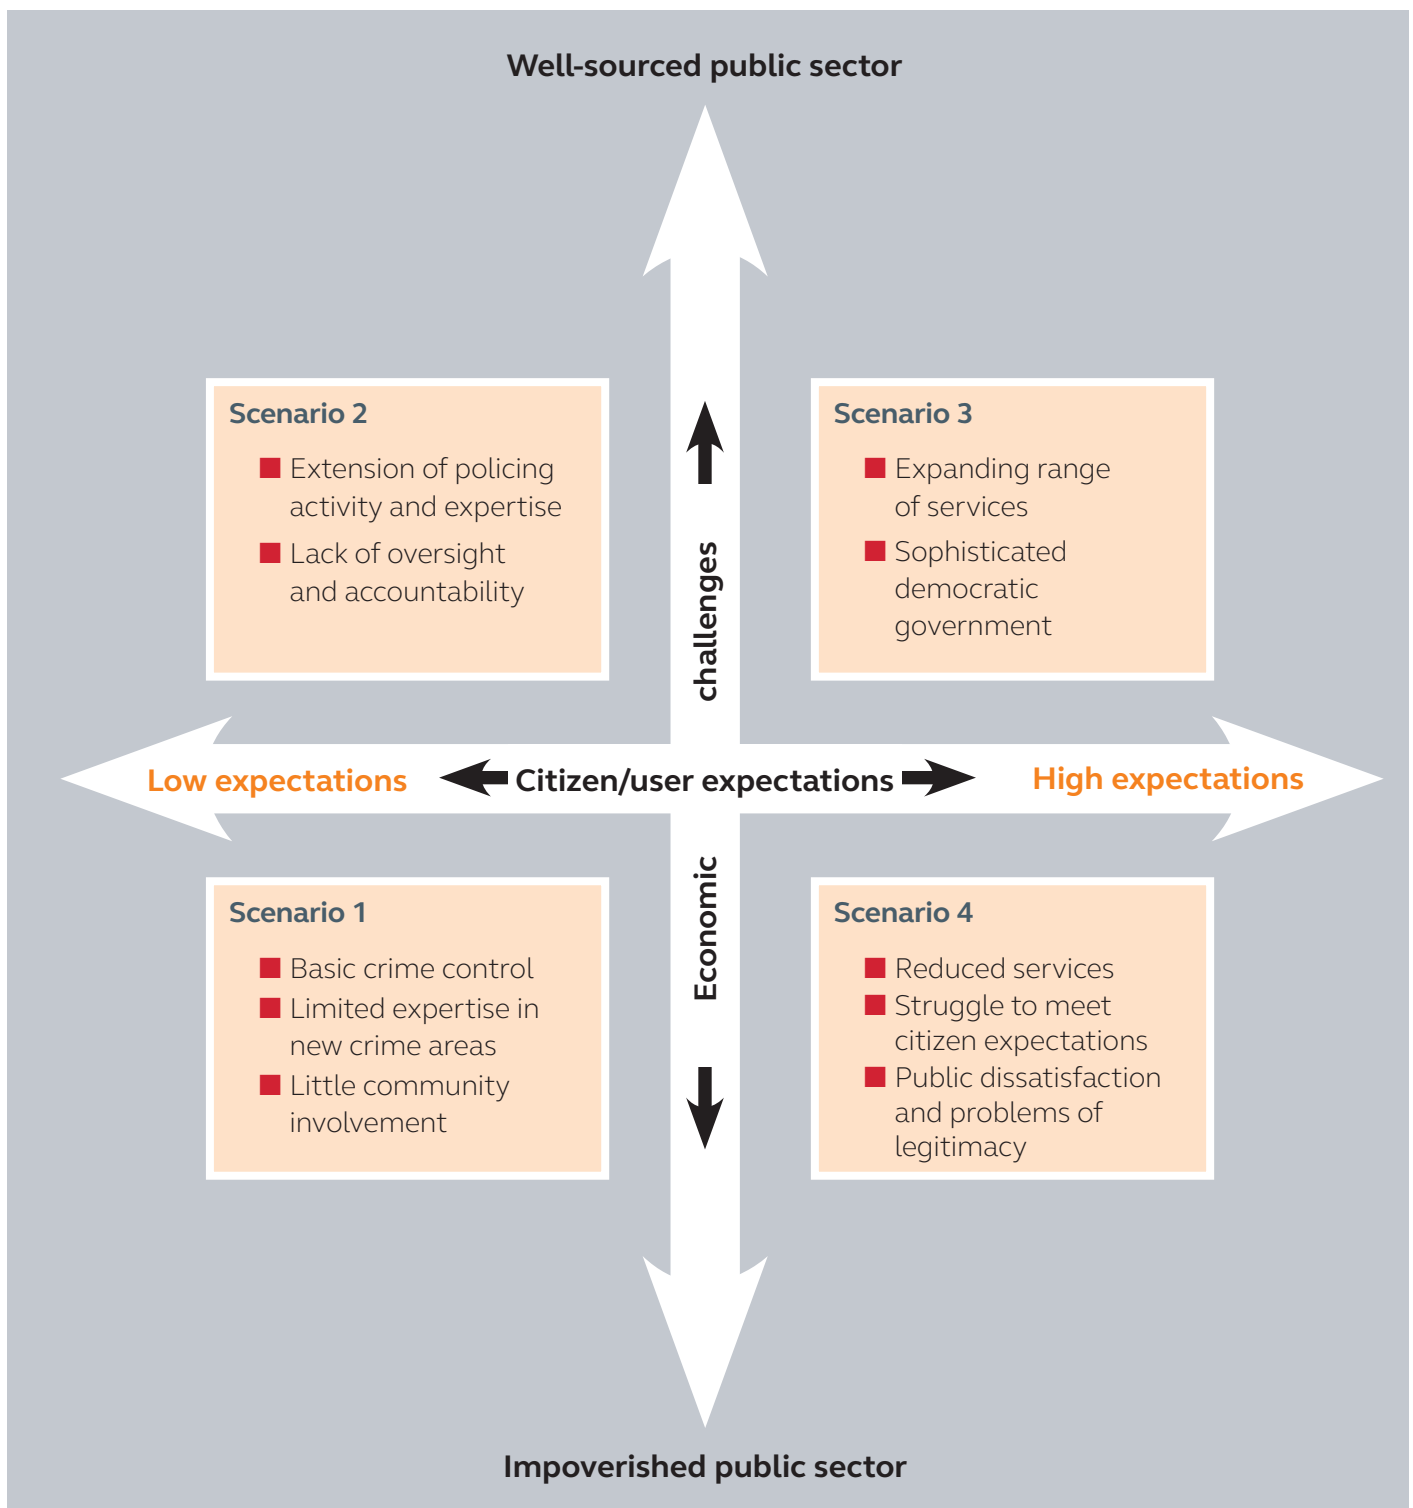 Well-sourced public sector
Scenario 2
Extension of policing
activity and expertise
Lack of oversight
and accountability
Scenario 3
Expanding range
of services
Sophisticated
democratic
government
challenges
Low expectations
Citizen/user expectations
High expectations
Economic
Scenario 1
Basic crime control
Limited expertise in
new crime areas
Little community
involvement
Scenario 4
Reduced services
Struggle to meet
citizen expectations
Public dissatisfaction
and problems of
legitimacy
Impoverished public sector